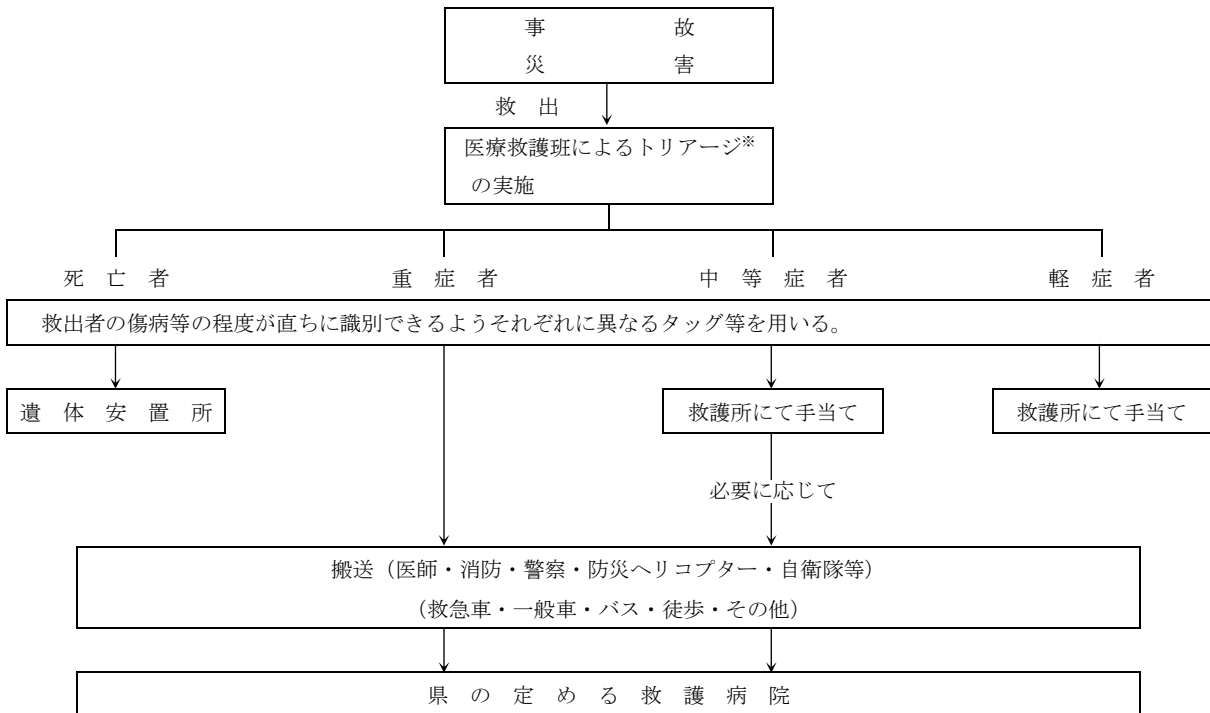 事故
災害
救出
医療救護班によるトリアージ※
の実施
死亡者 重症者 中等症者 軽症者
救出者の傷病等の程度が直ちに識別できるようそれぞれに異なるタッグ等を用いる。
遺体安置所 救護所にて手当て 救護所にて手当て
必要に応じて
搬送（医師・消防・警察・防災ヘリコプター・自衛隊等）
（救急車・一般車・バス・徒歩・その他）
県の定める救護病院